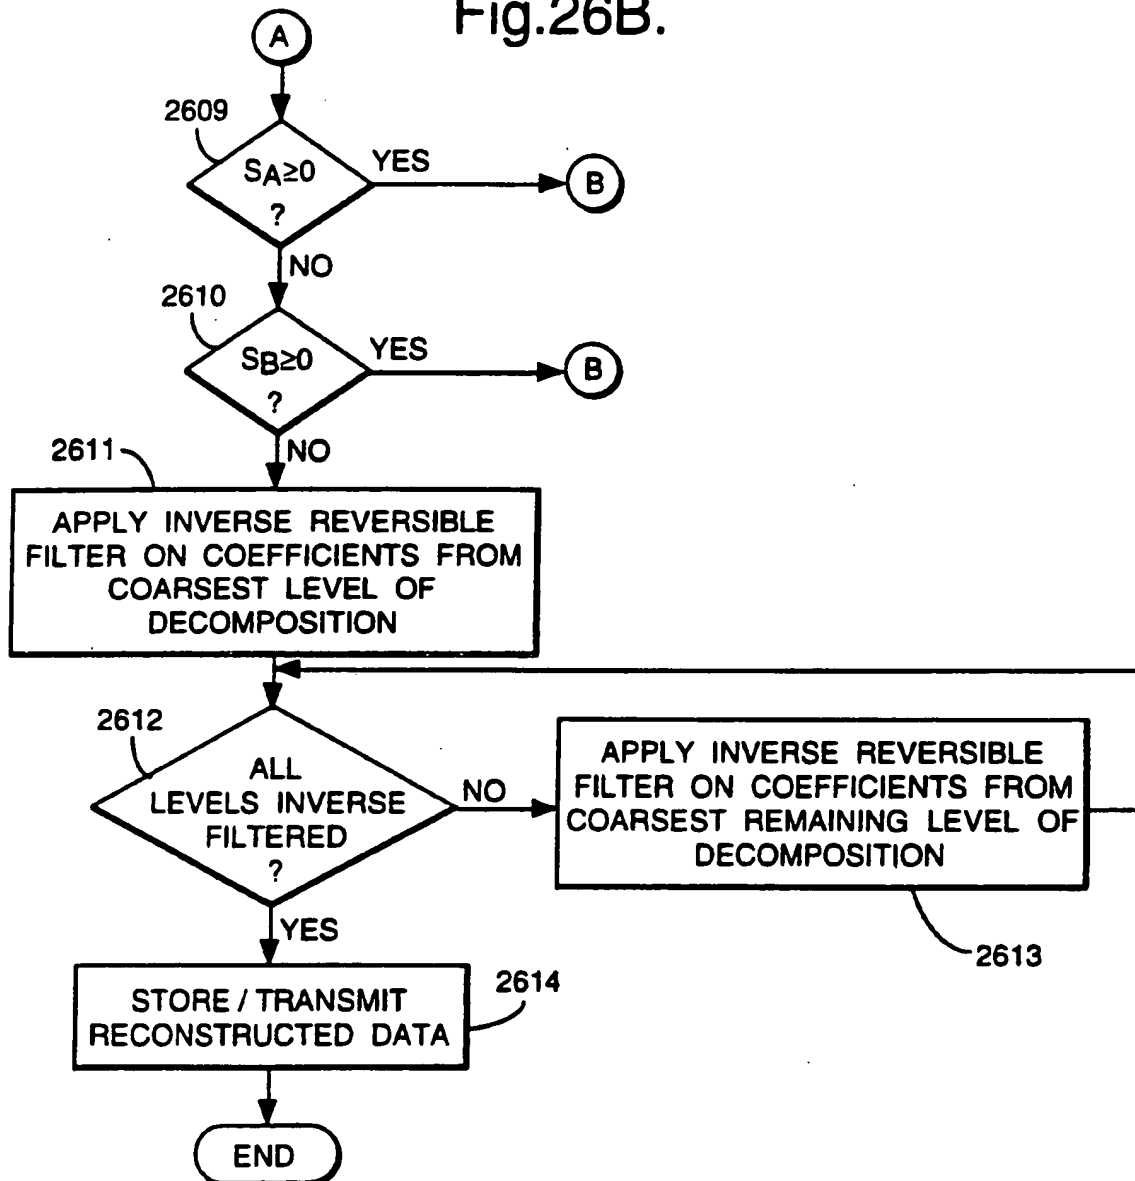 Fig.26B.
A
2609
SA≥0
?
YES
B
NO
2610
SB≥0
?
YES
B
NO
2611
APPLY INVERSE REVERSIBLE
FILTER ON COEFFICIENTS FROM
COARSEST LEVEL OF
DECOMPOSITION
2612
ALL
LEVELS INVERSE
FILTERED
?
NO
APPLY INVERSE REVERSIBLE
FILTER ON COEFFICIENTS FROM
COARSEST REMAINING LEVEL OF
DECOMPOSITION
2613
YES
STORE / TRANSMIT
RECONSTRUCTED DATA
2614
END